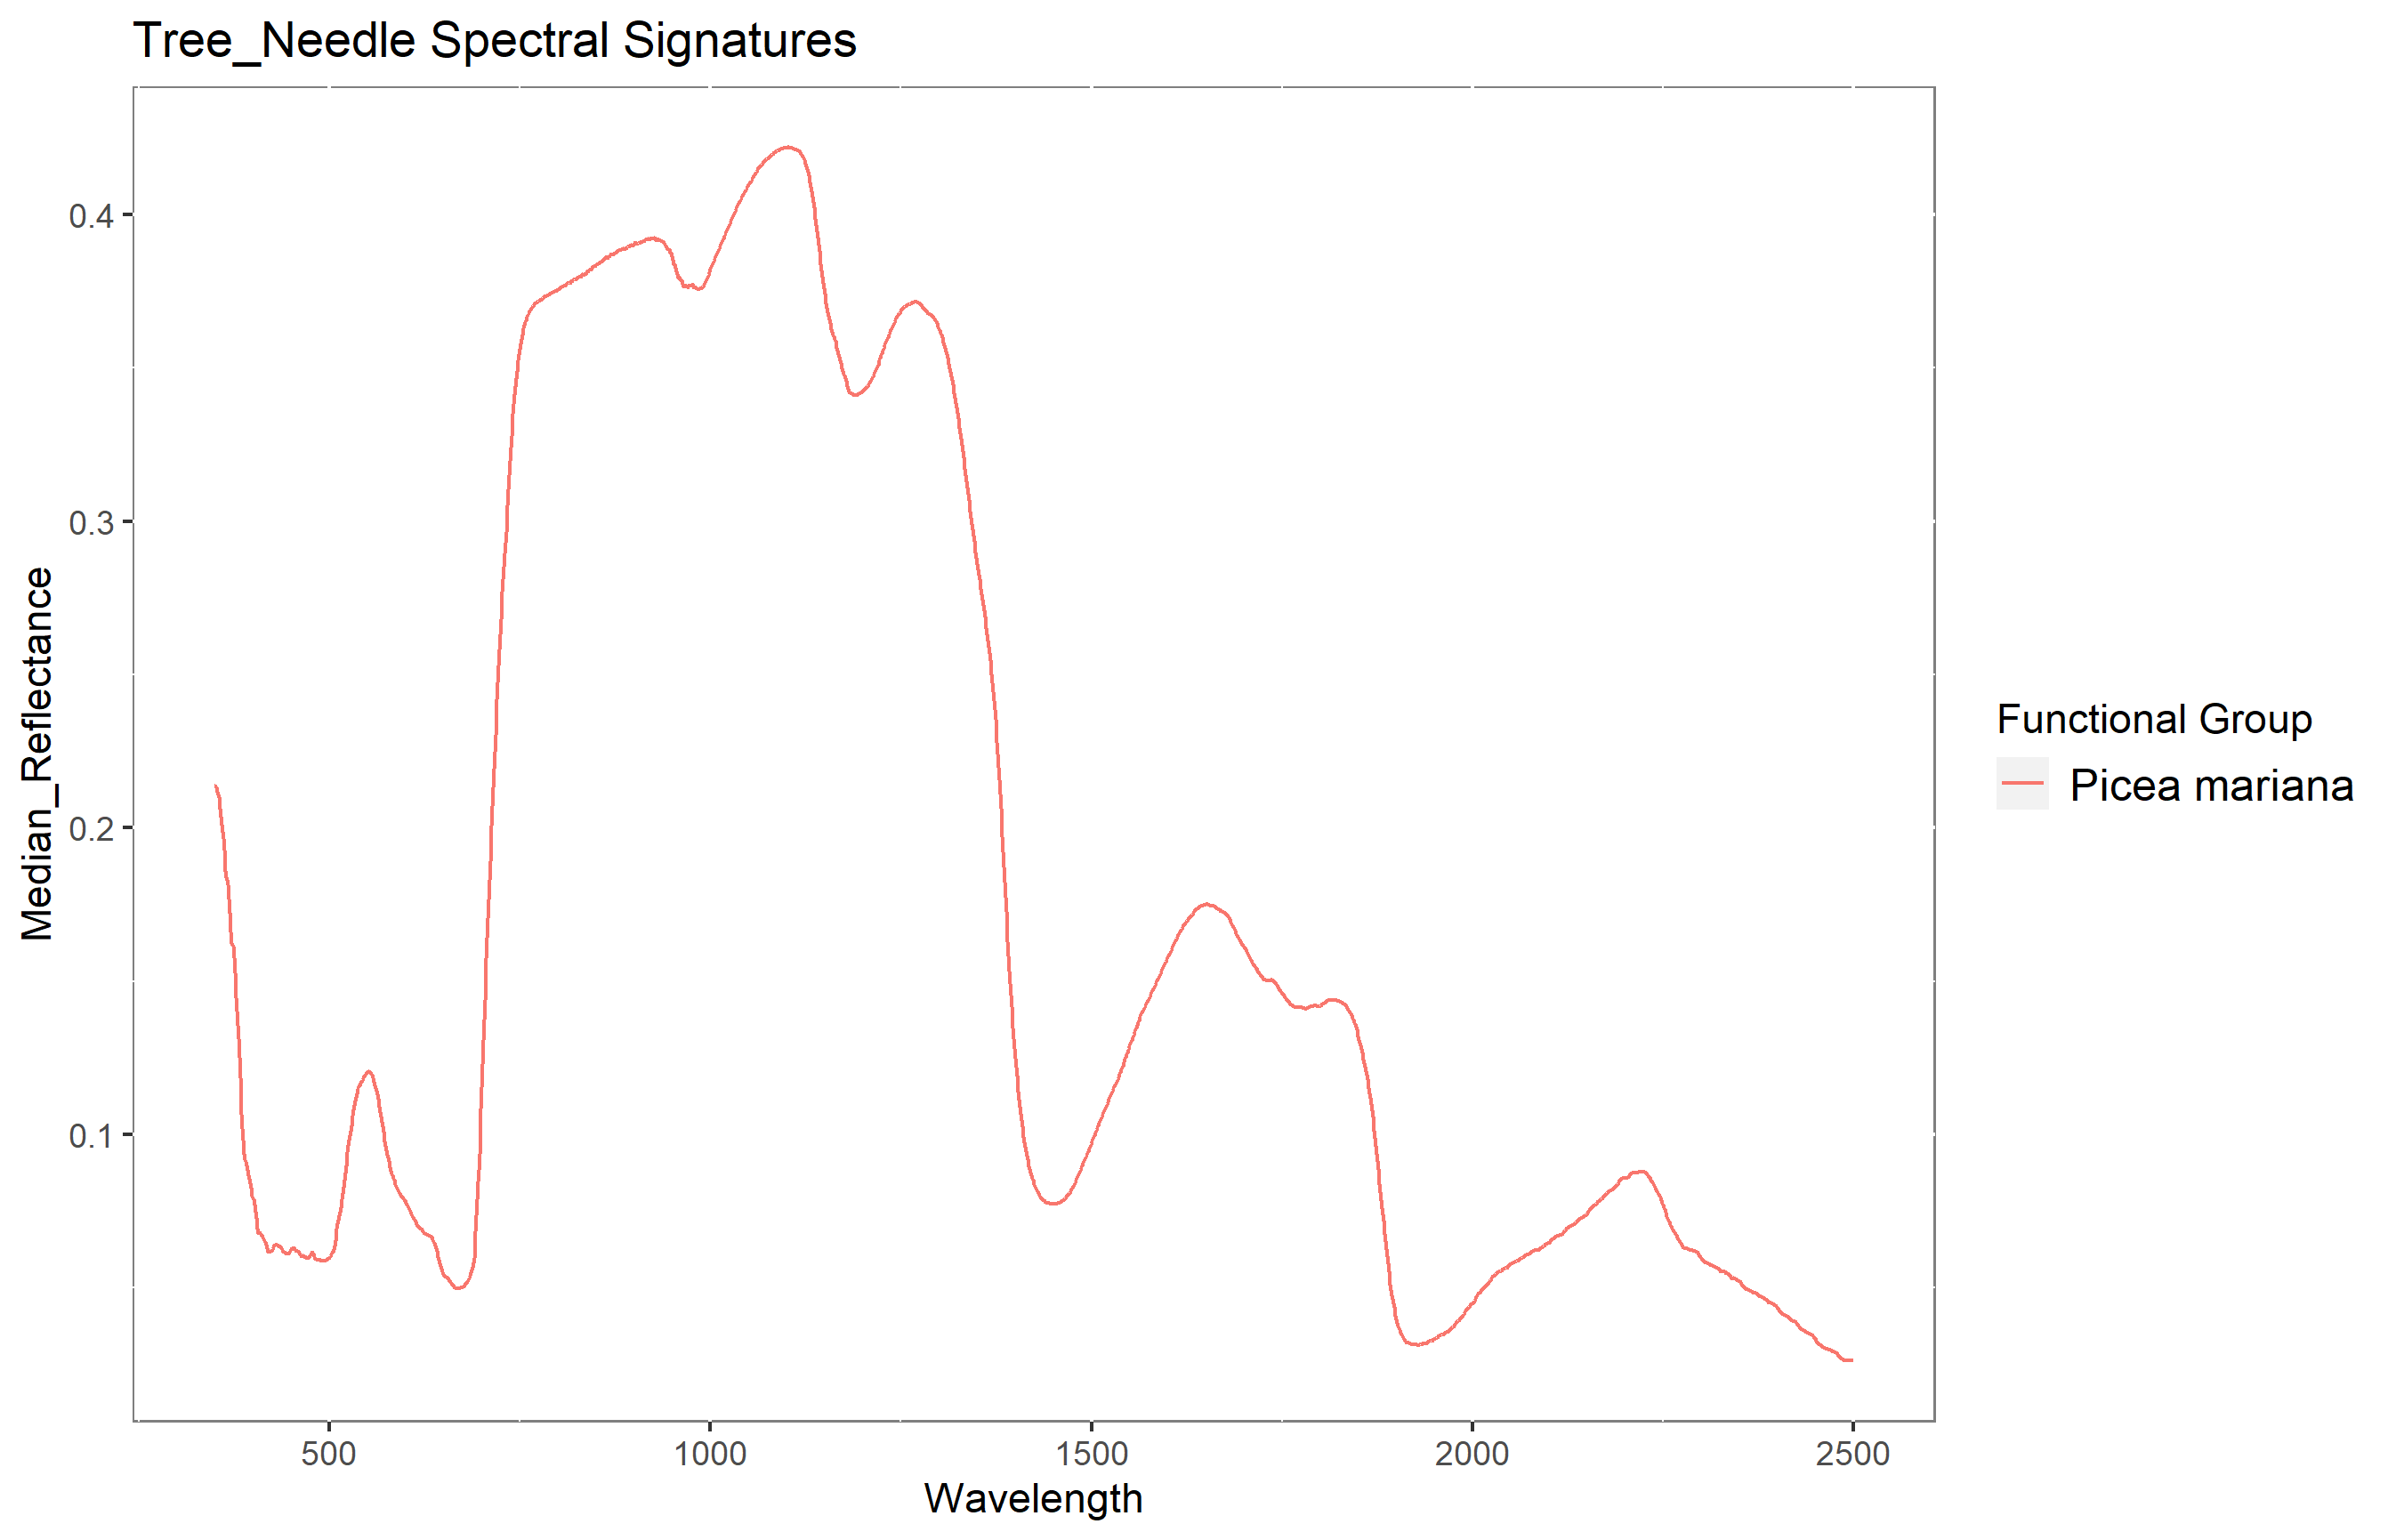 Tree_Needle Spectral Signatures
Median_Reflectance
0.4
0.3
0.2
0.1
500 1000 1500 2000 2500
Wavelength
Functional Group
Picea mariana